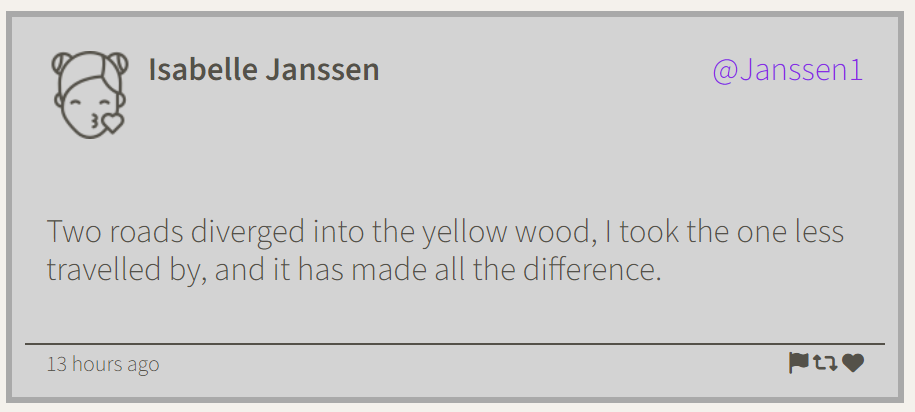 Isabelle Janssen @Janssen1
Two roads diverged into the yellow wood, I took the one less
travelled by, and it has made all the difference.
13 hours ago